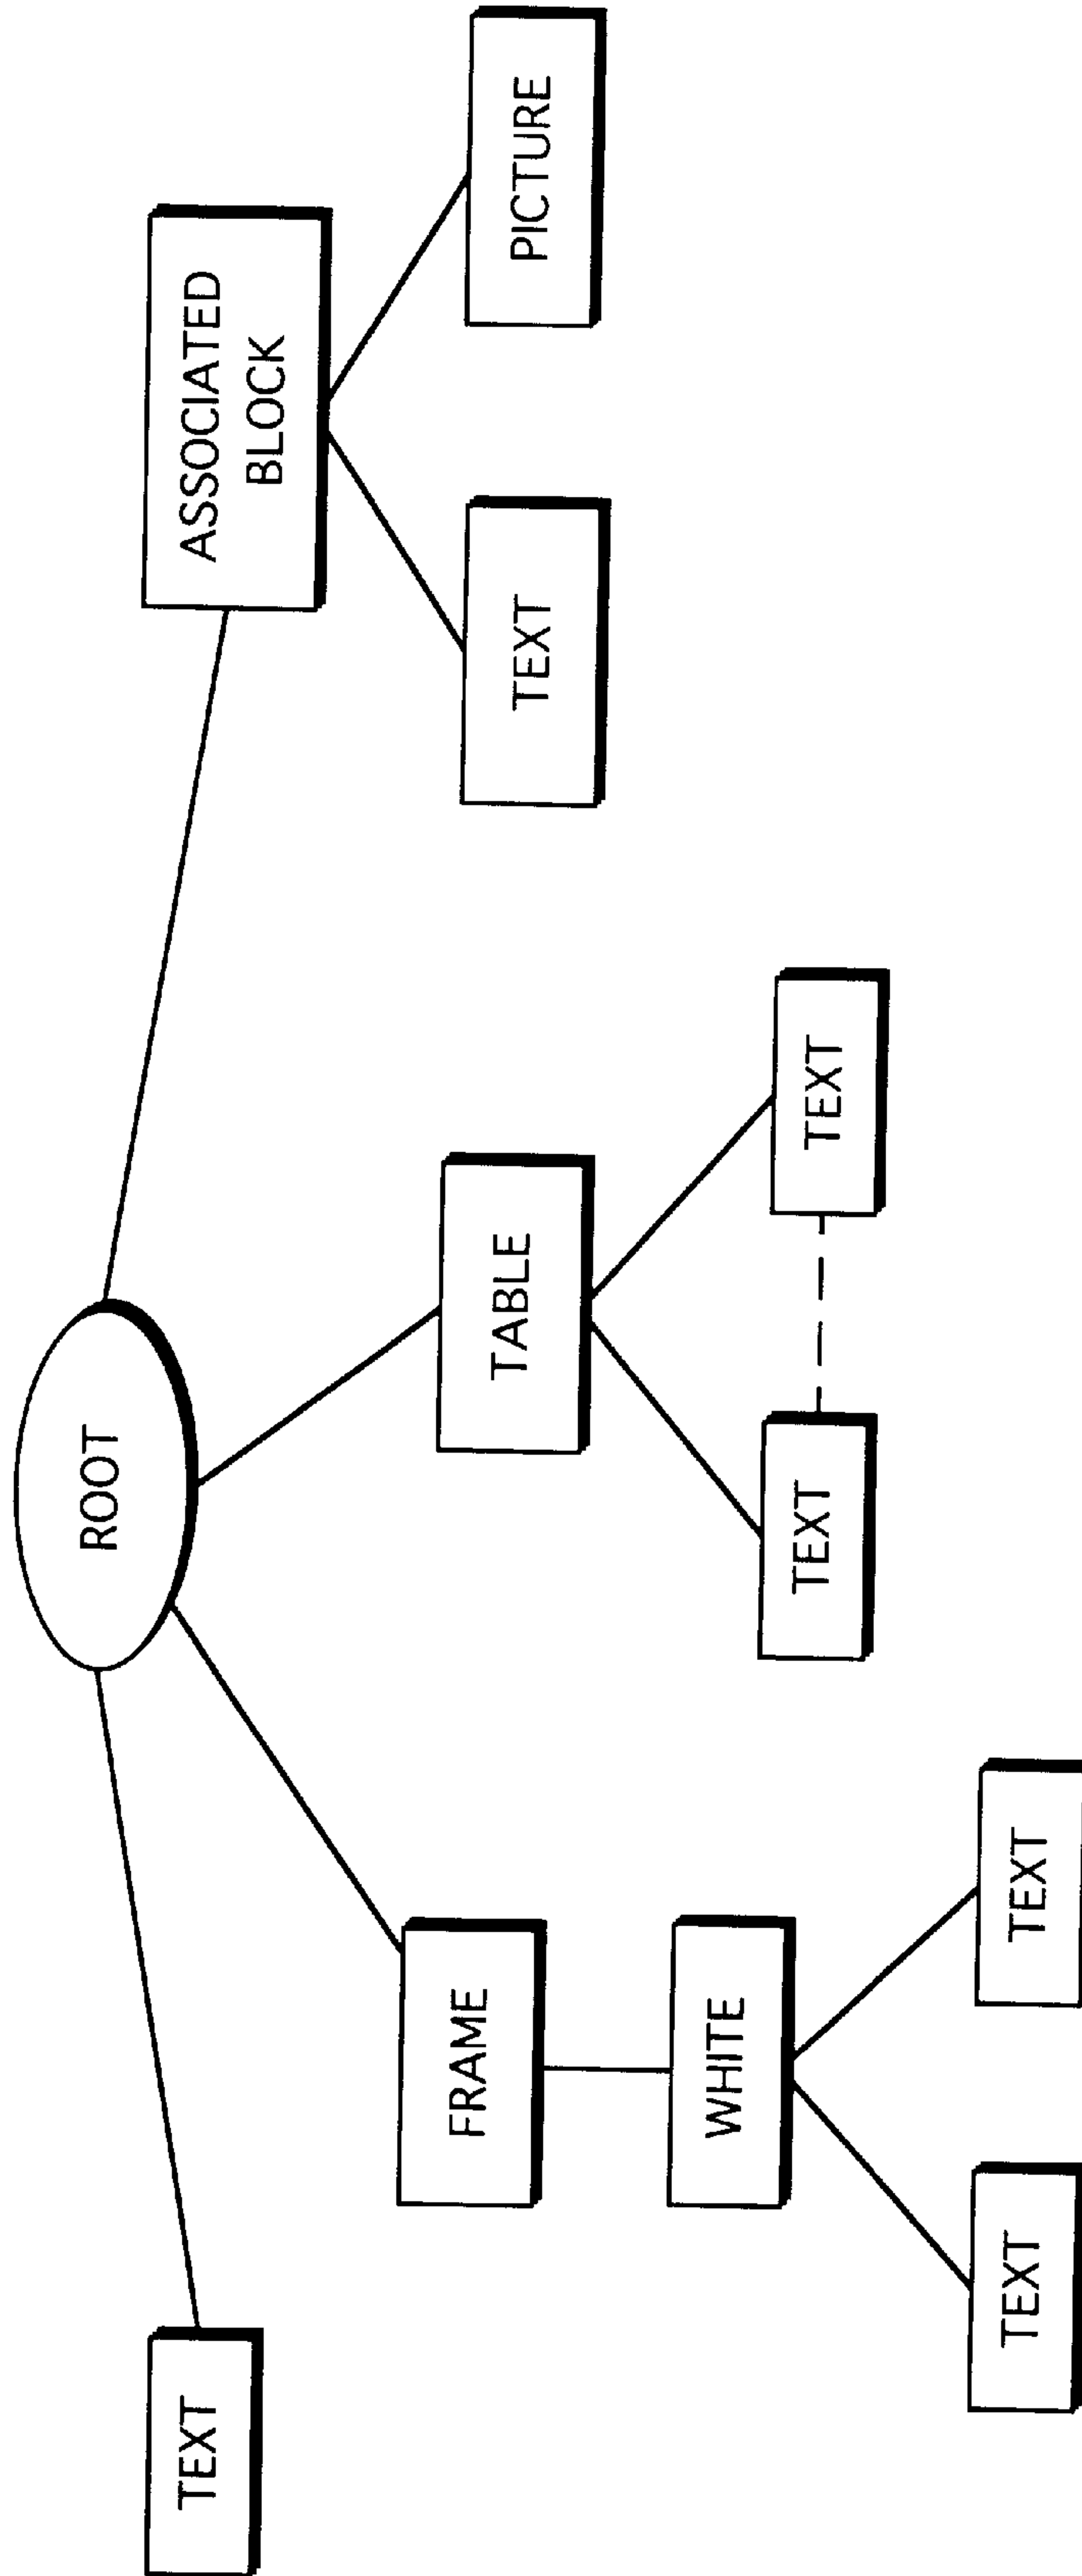 ROOT
TEXT
ASSOCIATED
BLOCK
FRAME
TABLE
TEXT
PICTURE
WHITE
TEXT
TEXT
TEXT
TEXT